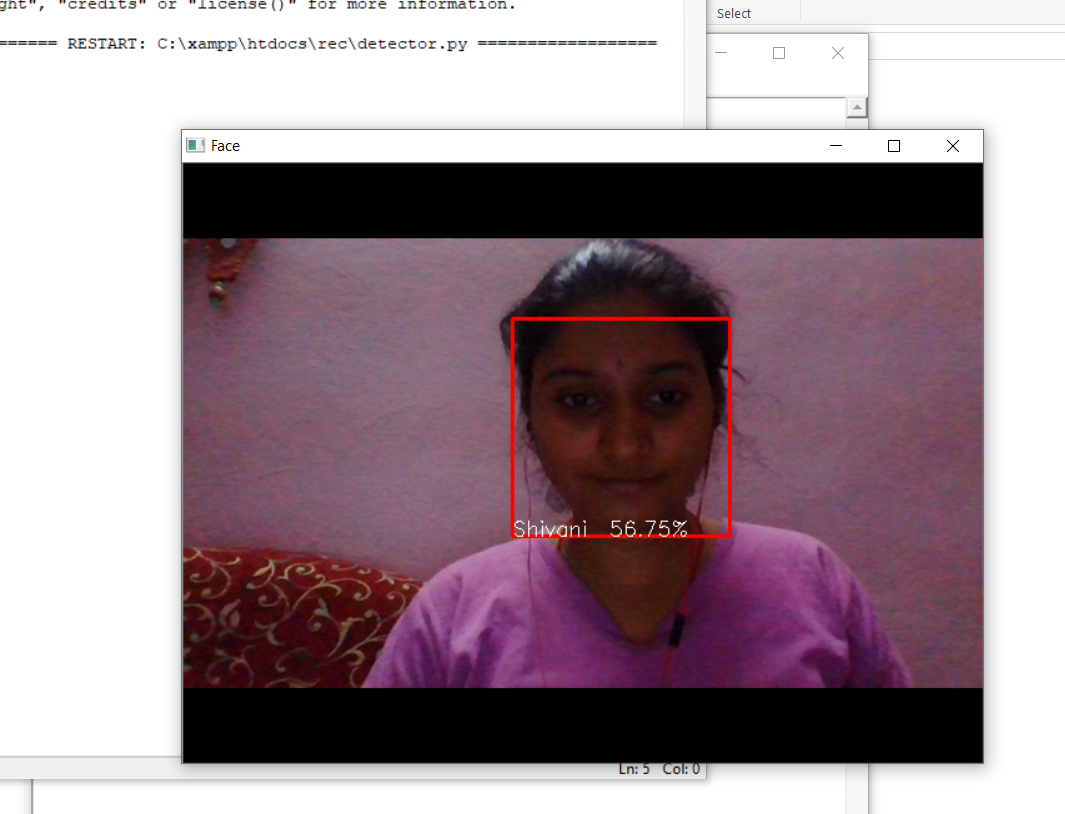 ght", "credits" or "license()" for more information.
====== RESTART: C:\xampp\htdocs\rec\detector.py ==================
Select
Face
Shivani 56.75%
Ln: 5 Col: 0